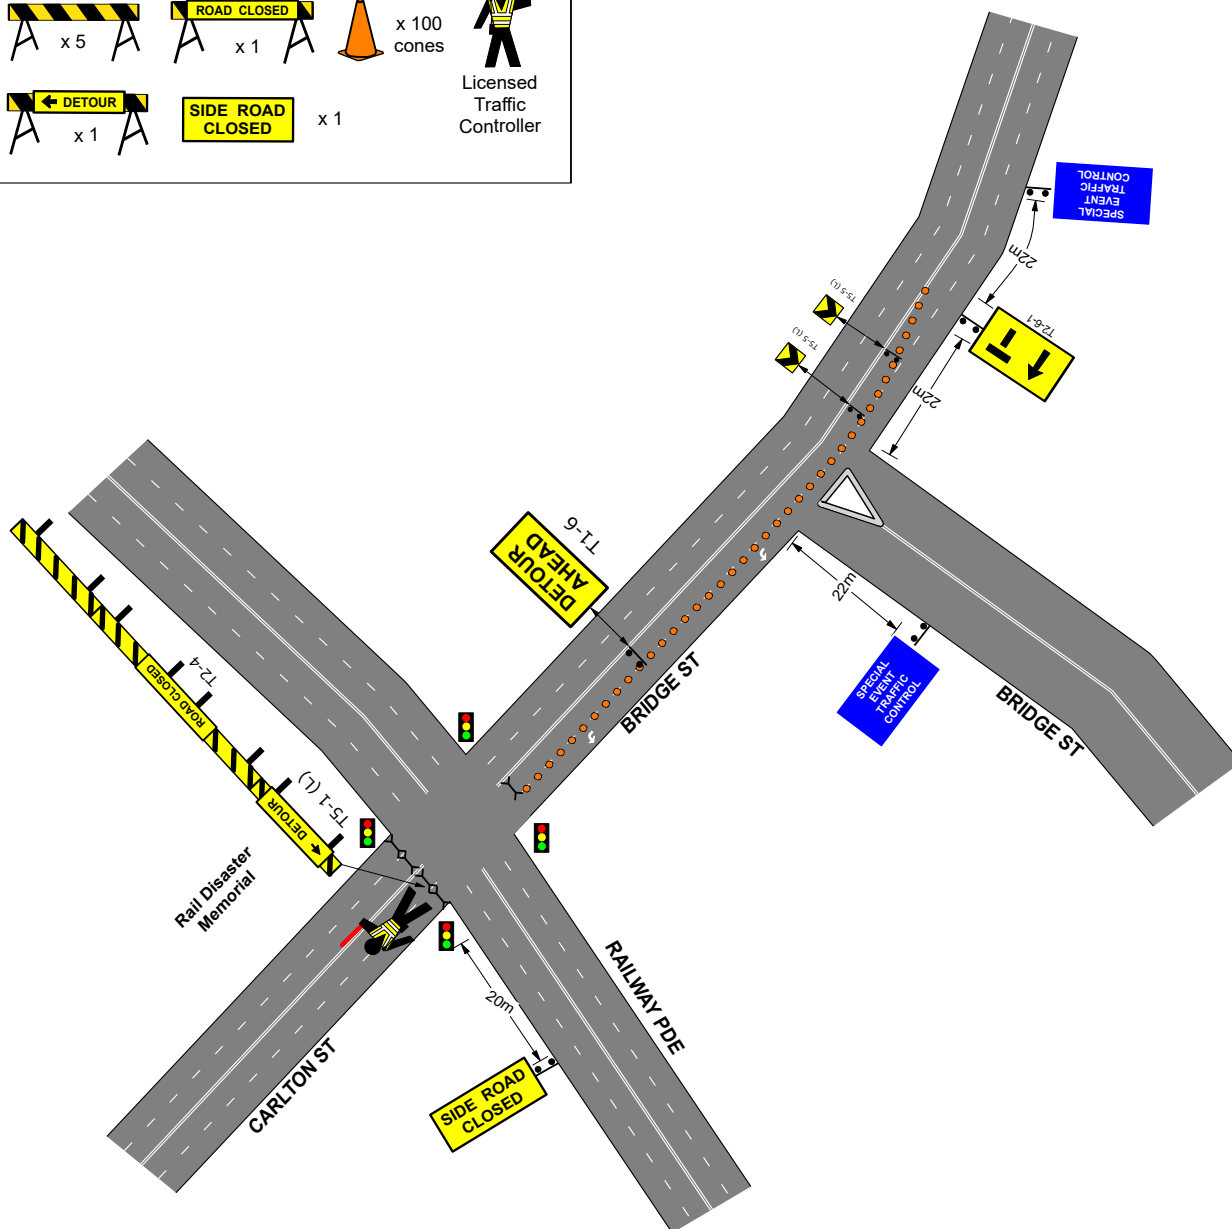 ROAD CLOSED
x 5
x 1
x 100
cones
Licensed
Traffic
Controller
DETOUR
x 1
SIDE ROAD
CLOSED
x 1
SPECIAL
EVENT
TRAFFIC
CONTROL
22m
T2-6-1
22m
T5-5 (L)
T5-5 (L)
T1-6
DETOUR
AHEAD
22m
SPECIAL
EVENT
TRAFFIC
CONTROL
BRIDGE ST
BRIDGE ST
T2-4
ROAD CLOSED
T5-1 (L)
DETOUR
Rail Disaster
Memorial
20m
RAILWAY PDE
CARLTON ST
SIDE ROAD
CLOSED